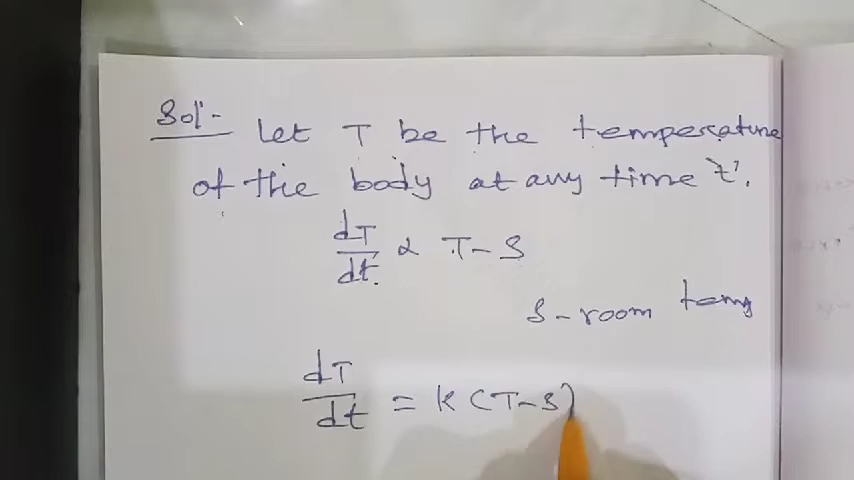 Sol:-  Let T be the temperature
of the body at any time 't'.
dT/dt ∝ T-S
S-room temp
dT/dt = K(T-S)